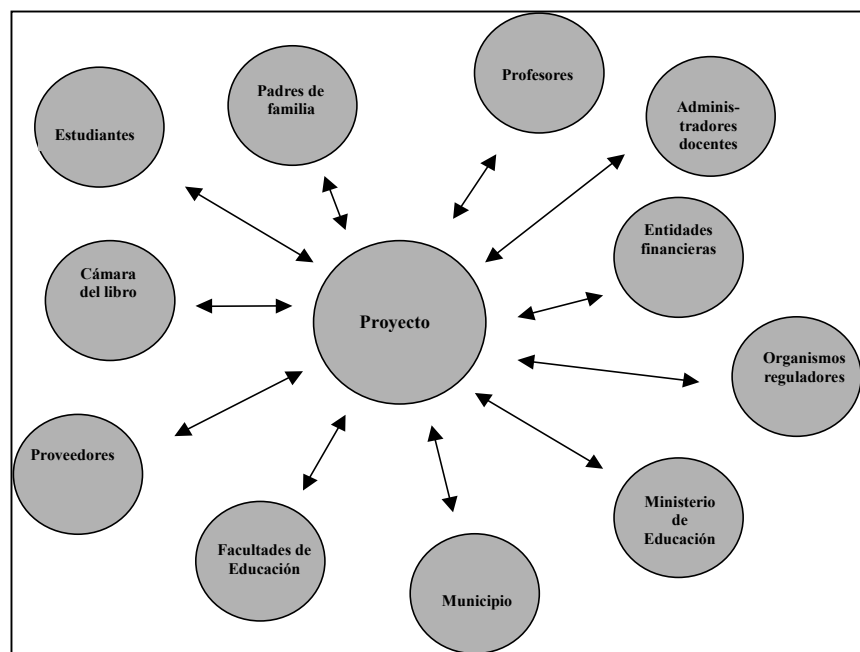 Profesores
Padres de
familia
Adminis-
tradores
docentes
Estudiantes
Entidades
financieras
Cámara
del libro
Proyecto
Organismos
reguladores
Proveedores
Ministerio
de
Educación
Facultades de
Educación
Municipio